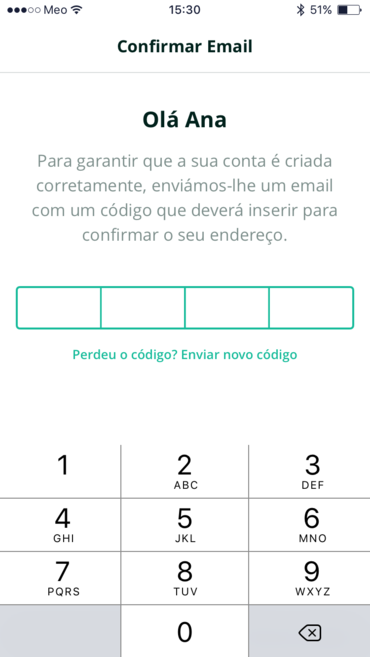 Meo 15:30 51%
Confirmar Email
Olá Ana
Para garantir que a sua conta é criada
corretamente, enviámos-lhe um email
com um código que deverá inserir para
confirmar o seu endereço.
Perdeu o código? Enviar novo código
1 2 3
ABC DEF
4 5 6
GHI JKL MNO
7 8 9
PQRS TUV WXYZ
0